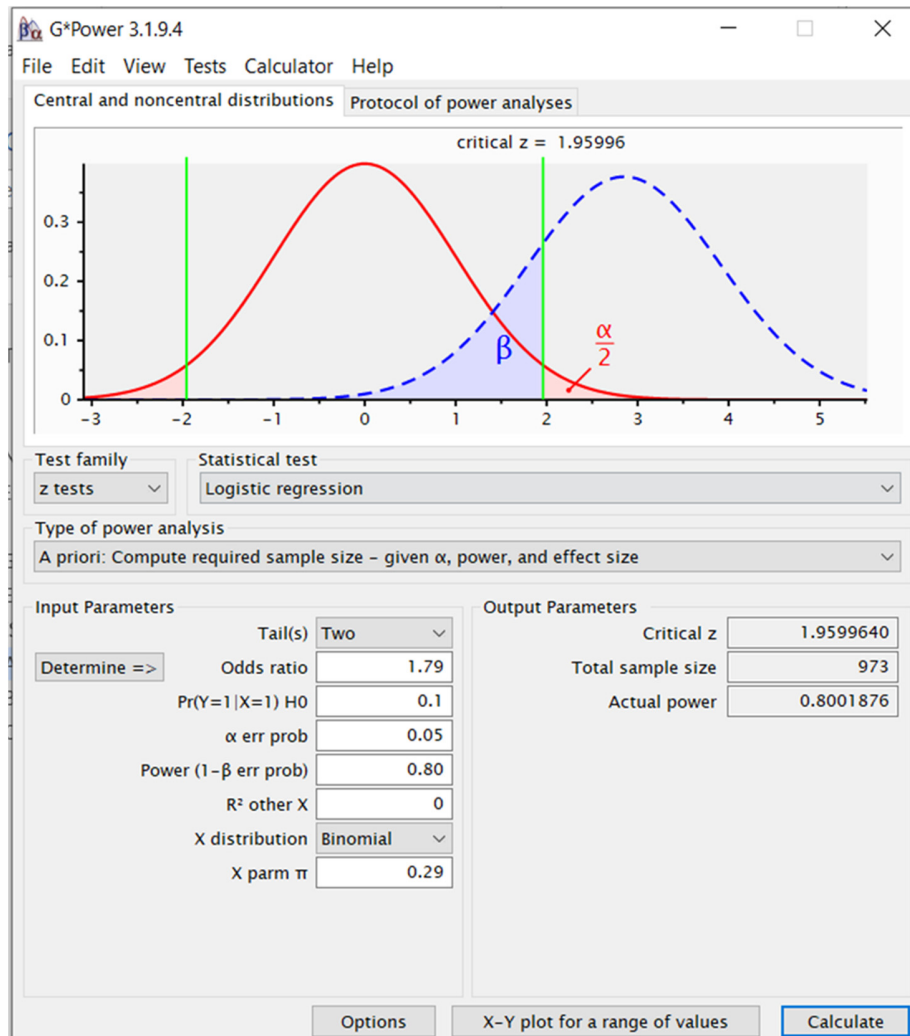 G*Power 3.1.9.4
File Edit View Tests Calculator Help
Central and noncentral distributions Protocol of power analyses
critical z = 1.95996
0.3
0.2
0.1
0
β
α
2
-3 -2 -1 0 1 2 3 4 5
Test family Statistical test
z tests Logistic regression
Type of power analysis
A priori: Compute required sample size – given α, power, and effect size
Input Parameters Output Parameters
Tail(s) Two Critical z 1.9599640
Determine => Odds ratio 1.79 Total sample size 973
Pr(Y=1|X=1) H0 0.1 Actual power 0.8001876
α err prob 0.05
Power (1-β err prob) 0.80
R² other X 0
X distribution Binomial
X parm π 0.29
Options X-Y plot for a range of values Calculate